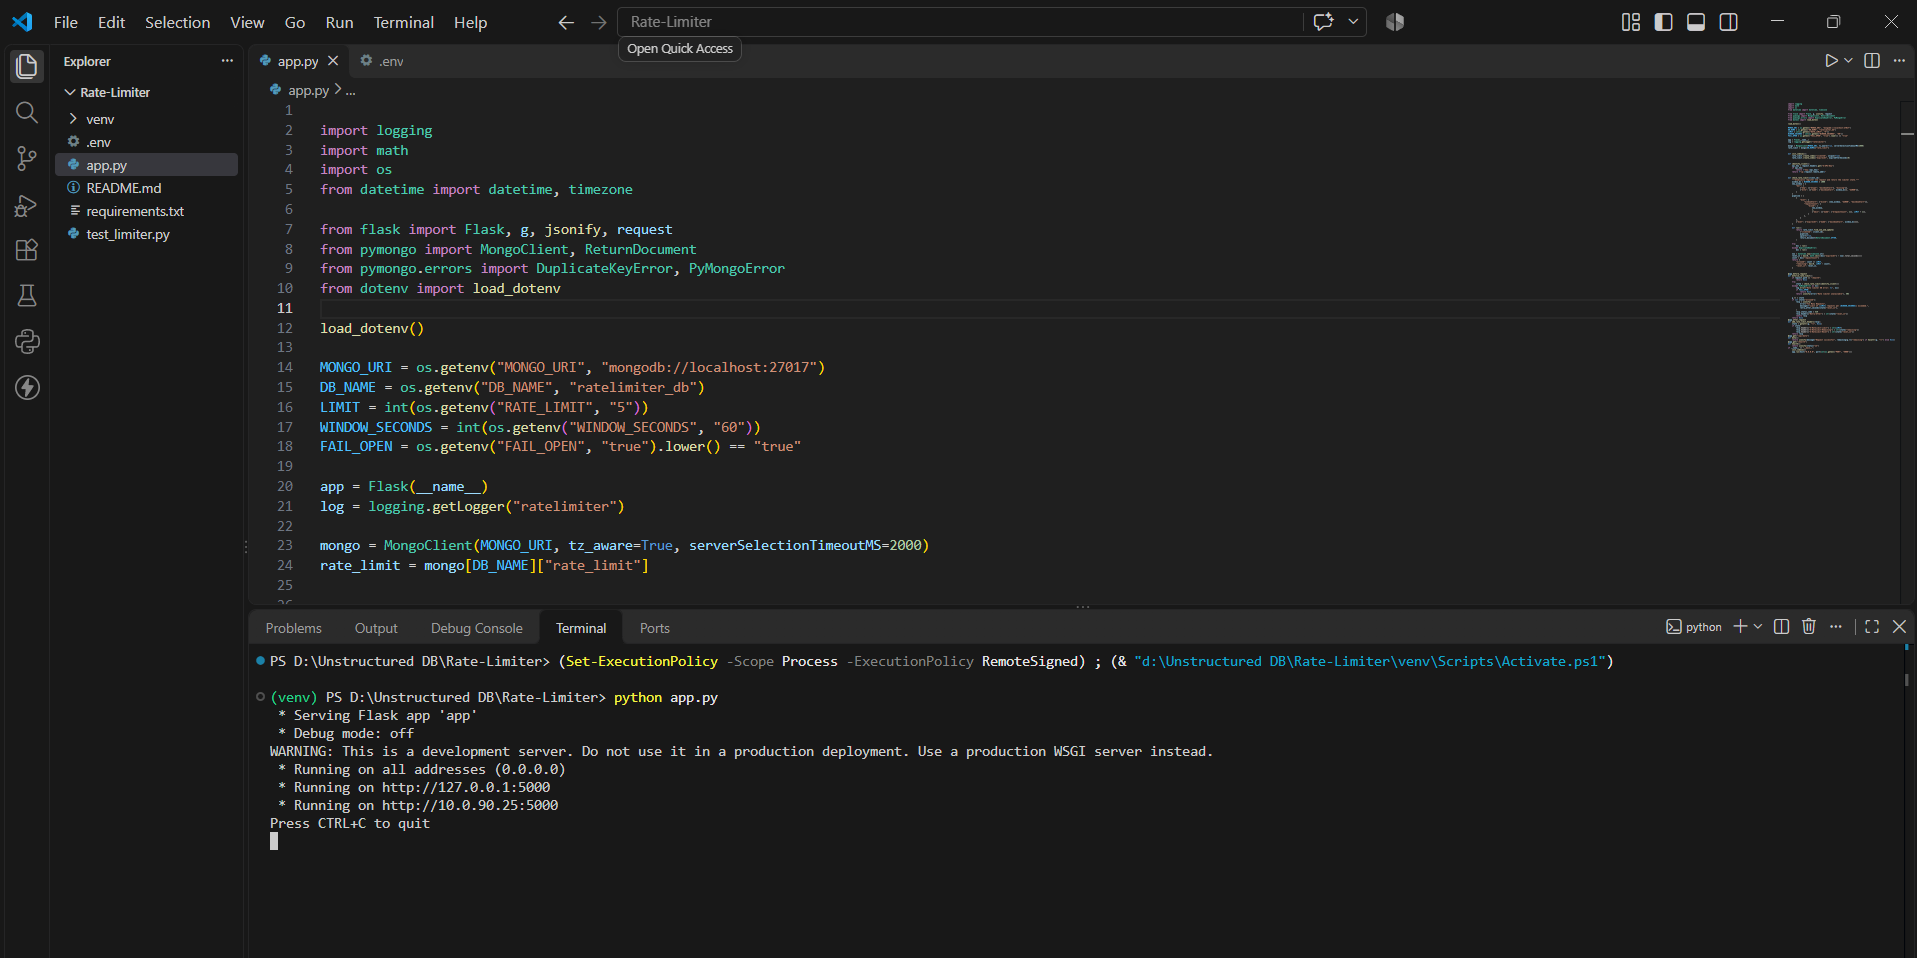 File Edit Selection View Go Run Terminal Help
Rate-Limiter
Open Quick Access
Explorer
Rate-Limiter
venv
.env
app.py
README.md
requirements.txt
test_limiter.py
app.py
.env
app.py > ...
1
2 import logging
3 import math
4 import os
5 from datetime import datetime, timezone
6
7 from flask import Flask, g, jsonify, request
8 from pymongo import MongoClient, ReturnDocument
9 from pymongo.errors import DuplicateKeyError, PyMongoError
10 from dotenv import load_dotenv
11
12 load_dotenv()
13
14 MONGO_URI = os.getenv("MONGO_URI", "mongodb://localhost:27017")
15 DB_NAME = os.getenv("DB_NAME", "ratelimiter_db")
16 LIMIT = int(os.getenv("RATE_LIMIT", "5"))
17 WINDOW_SECONDS = int(os.getenv("WINDOW_SECONDS", "60"))
18 FAIL_OPEN = os.getenv("FAIL_OPEN", "true").lower() == "true"
19
20 app = Flask(__name__)
21 log = logging.getLogger("ratelimiter")
22
23 mongo = MongoClient(MONGO_URI, tz_aware=True, serverSelectionTimeoutMS=2000)
24 rate_limit = mongo[DB_NAME]["rate_limit"]
25
Problems Output Debug Console Terminal Ports
python
PS D:\Unstructured DB\Rate-Limiter> (Set-ExecutionPolicy -Scope Process -ExecutionPolicy RemoteSigned) ; (& "d:\Unstructured DB\Rate-Limiter\venv\Scripts\Activate.ps1")
(venv) PS D:\Unstructured DB\Rate-Limiter> python app.py
* Serving Flask app 'app'
* Debug mode: off
WARNING: This is a development server. Do not use it in a production deployment. Use a production WSGI server instead.
* Running on all addresses (0.0.0.0)
* Running on http://127.0.0.1:5000
* Running on http://10.0.90.25:5000
Press CTRL+C to quit